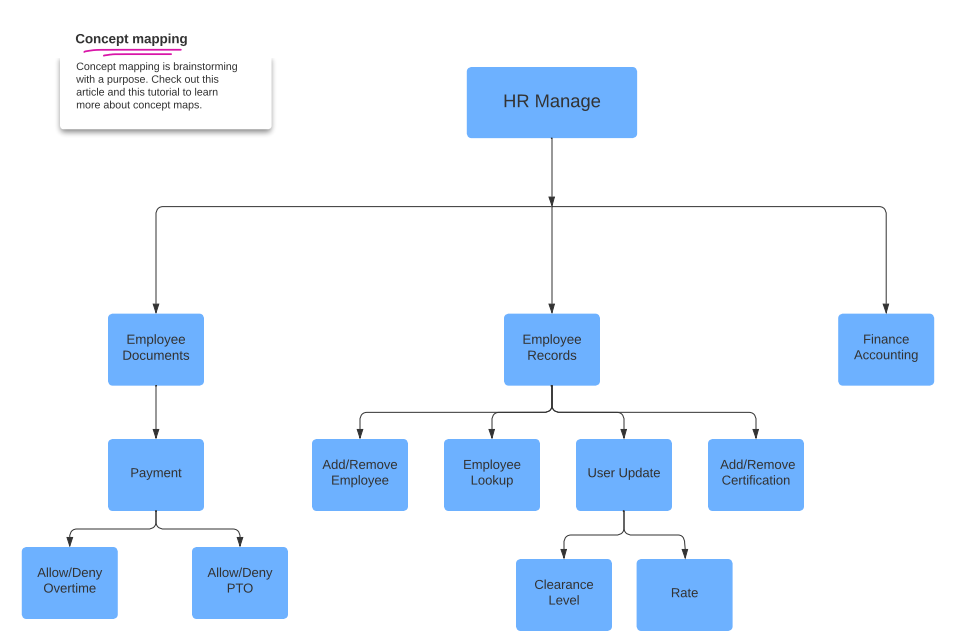 Concept mapping
Concept mapping is brainstorming
with a purpose. Check out this
article and this tutorial to learn
more about concept maps.
HR Manage
Employee
Documents
Employee
Records
Finance
Accounting
Payment
Add/Remove
Employee
Employee
Lookup
User Update
Add/Remove
Certification
Allow/Deny
Overtime
Allow/Deny
PTO
Clearance
Level
Rate